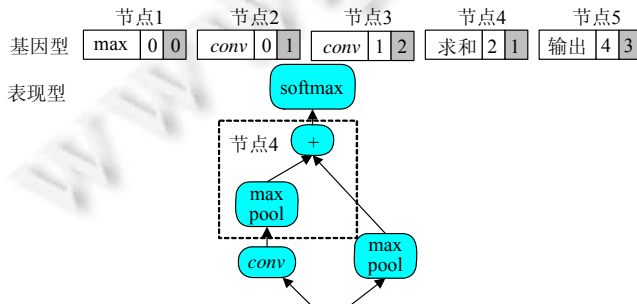 节点1 节点2 节点3 节点4 节点5
基因型 max 0 0 conv 0 1 conv 1 2 求和 2 1 输出 4 3
表现型
softmax
节点4 +
max
pool
max
pool
conv